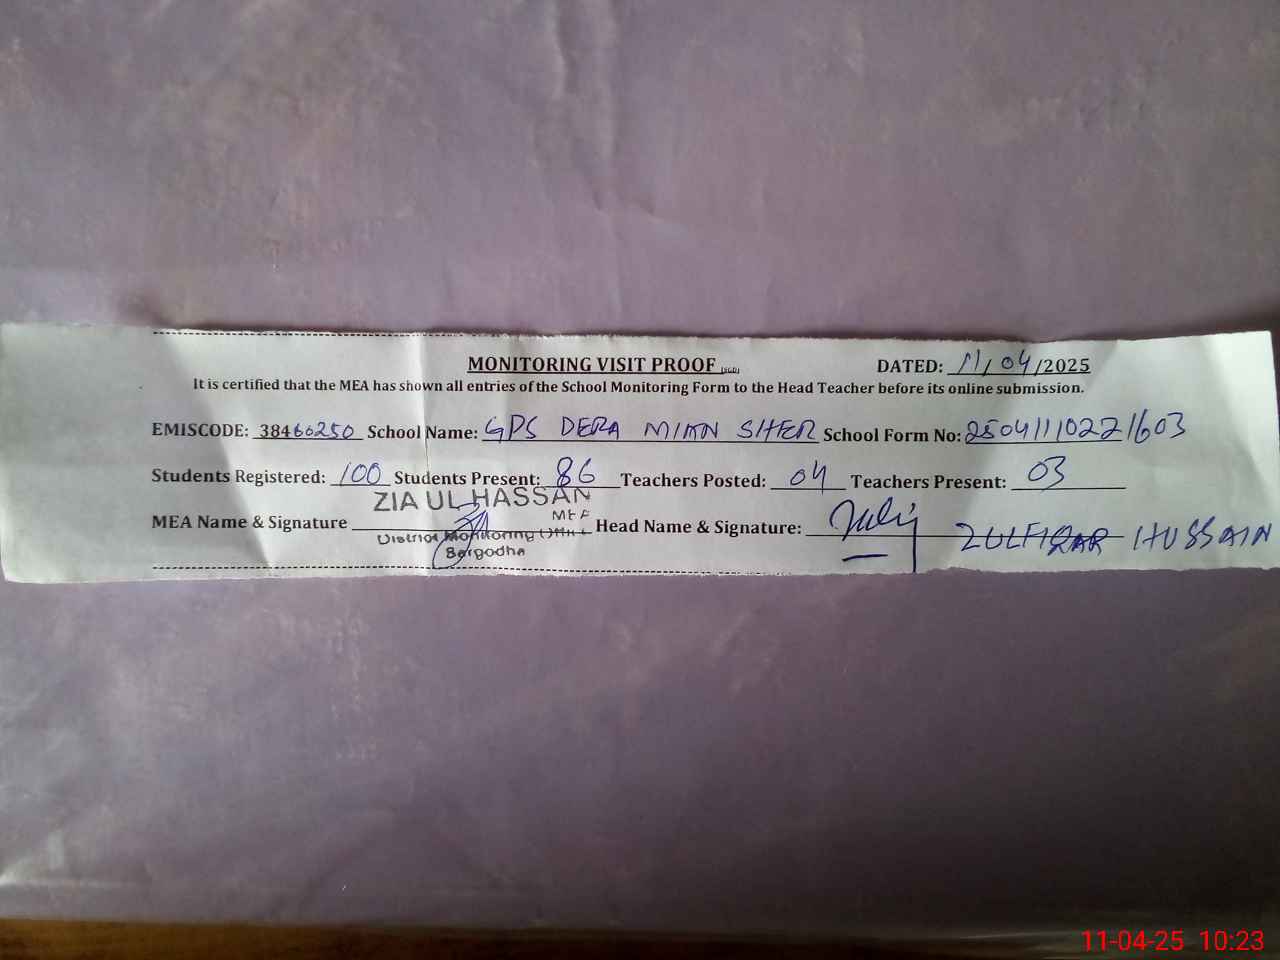 MONITORING VISIT PROOF (SGD) DATED: 11/04/2025
It is certified that the MEA has shown all entries of the School Monitoring Form to the Head Teacher before its online submission.
EMISCODE: 38460250 School Name: GPS DERA MIAN SHER School Form No: 25041110221603
Students Registered: 100 Students Present: 86 Teachers Posted: 04 Teachers Present: 03
ZIA UL HASSAN
MEA
MEA Name & Signature Head Name & Signature: ZULFIQAR HUSSAIN
District Monitoring Office
Sargodha
11-04-25 10:23